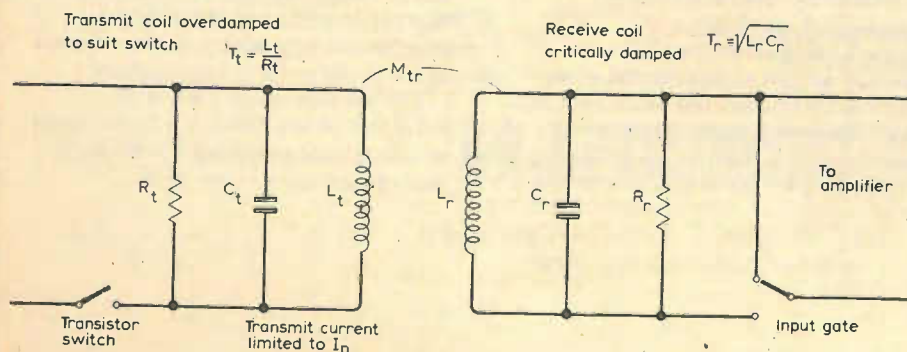 Transmit coil overdamped
to suit switch
T_t = L_t / R_t
M_tr
Receive coil
critically damped
T_r = √L_r C_r
R_t
C_t
L_t
L_r
C_r
R_r
To
amplifier
Transistor
switch
Transmit current
limited to I_n
Input gate